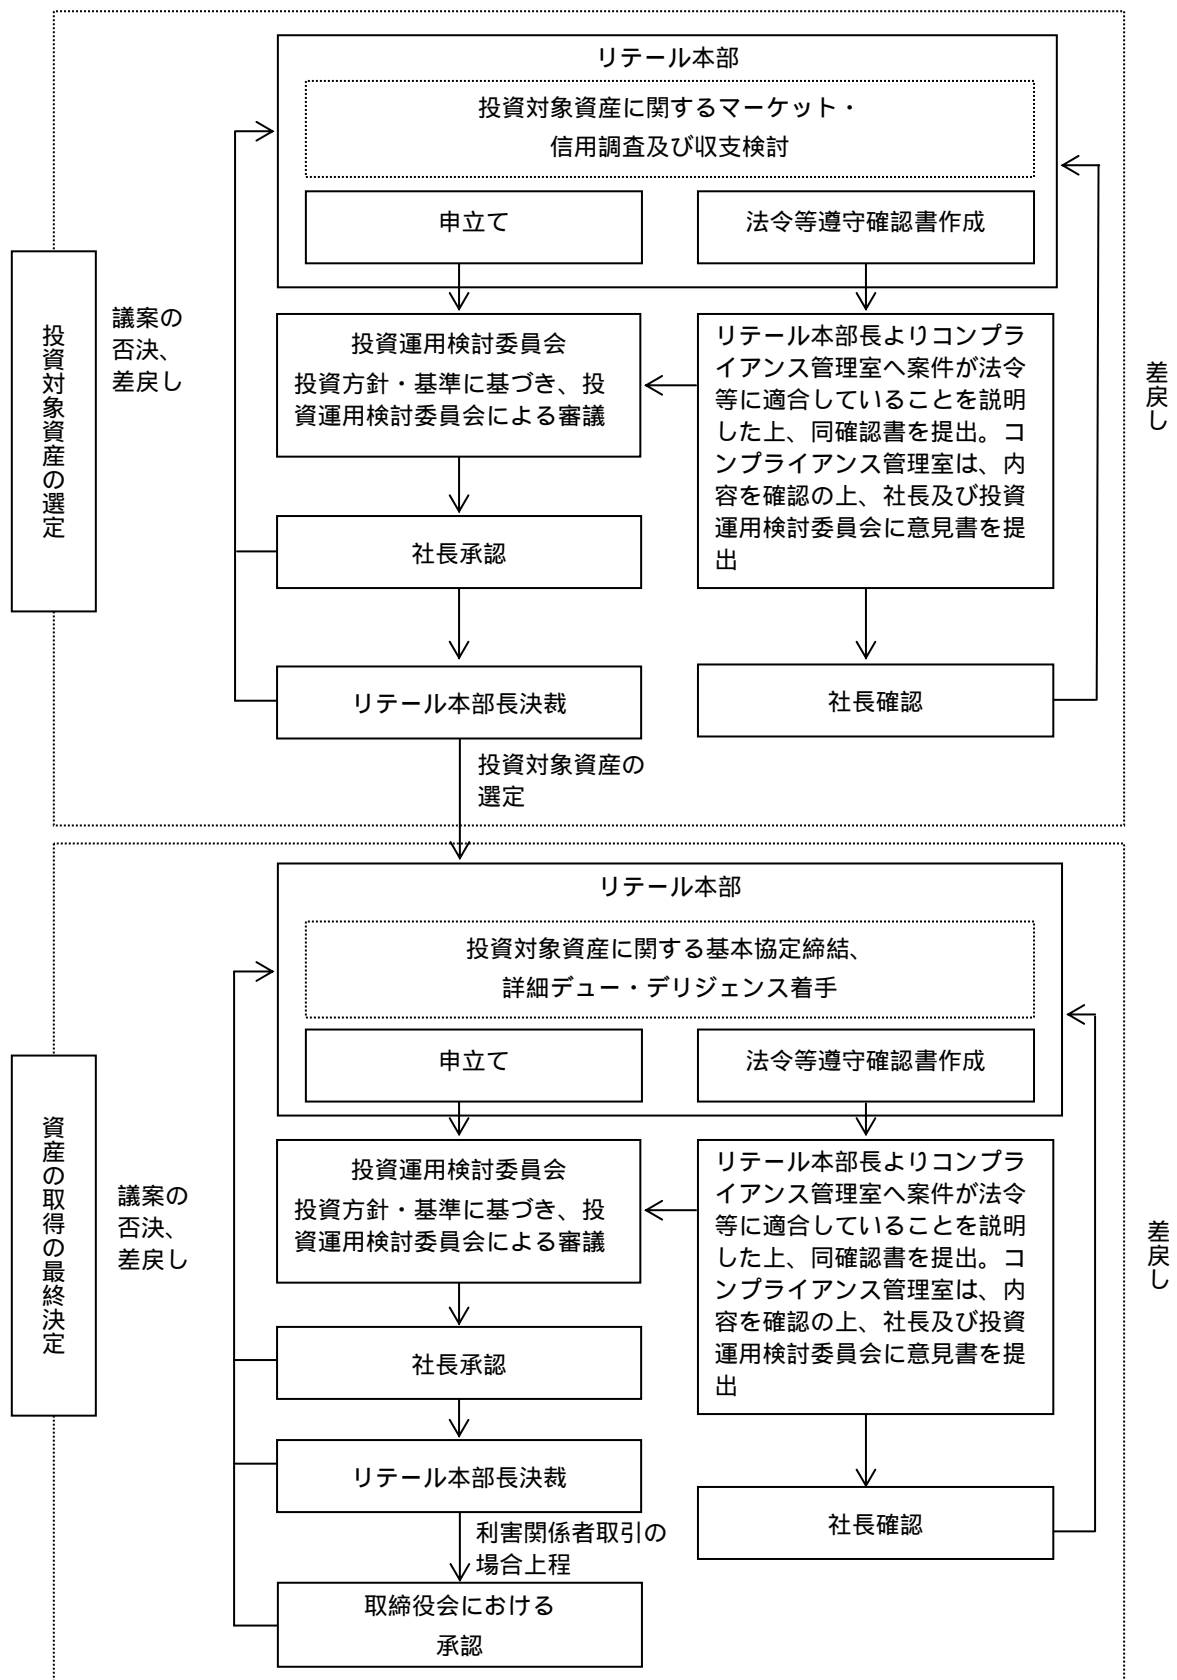 リテール本部
投資対象資産に関するマーケット・
信用調査及び収支検討
申立て
法令等遵守確認書作成
投資対象資産の選定
議案の
否決、
差戻し
投資運用検討委員会
投資方針・基準に基づき、投
資運用検討委員会による審議
リテール本部長よりコンプラ
イアンス管理室へ案件が法令
等に適合していることを説明
した上、同確認書を提出。コ
ンプライアンス管理室は、内
容を確認の上、社長及び投資
運用検討委員会に意見書を提
出
差戻し
社長承認
リテール本部長決裁
社長確認
投資対象資産の
選定
リテール本部
投資対象資産に関する基本協定締結、
詳細デュー・デリジェンス着手
申立て
法令等遵守確認書作成
資産の取得の最終決定
議案の
否決、
差戻し
投資運用検討委員会
投資方針・基準に基づき、投
資運用検討委員会による審議
リテール本部長よりコンプラ
イアンス管理室へ案件が法令
等に適合していることを説明
した上、同確認書を提出。コ
ンプライアンス管理室は、内
容を確認の上、社長及び投資
運用検討委員会に意見書を提
出
差戻し
社長承認
リテール本部長決裁
社長確認
利害関係者取引の
場合上程
取締役会における
承認